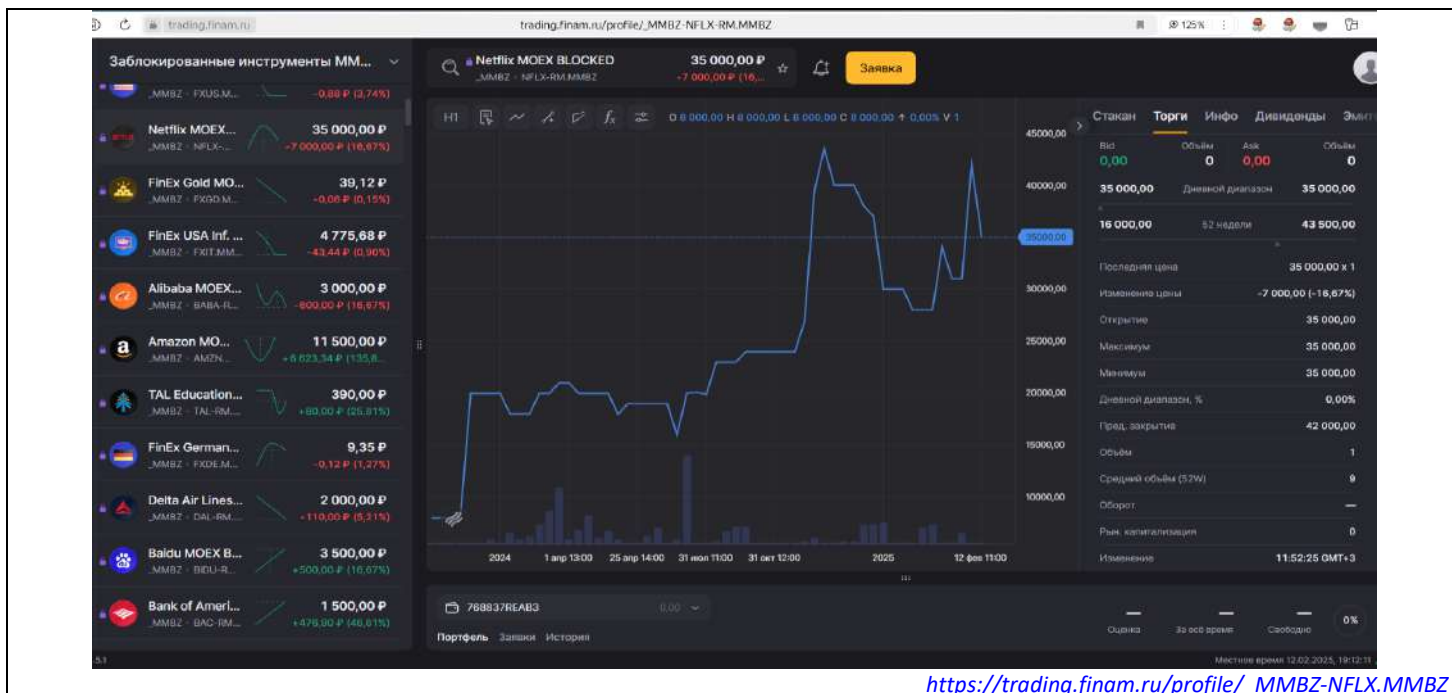 trading.finam.ru
trading.finam.ru/profile/_MMBZ-NFLX-RM.MMBZ
125%
Заблокированные инструменты MM...
Netflix MOEX BLOCKED
_MMBZ · NFLX-RM.MMBZ
35 000,00 ₽
-7 000,00 ₽ (16,...
Заявка
_MMBZ · FXUS.M...
-0,88 ₽ (3,74%)
Netflix MOEX...
35 000,00 ₽
_MMBZ · NFLX-...
-7 000,00 ₽ (16,67%)
FinEx Gold MO...
39,12 ₽
_MMBZ · FXGD.M...
-0,06 ₽ (0,15%)
FinEx USA Inf. ...
4 775,68 ₽
_MMBZ · FXIT.MM...
-43,44 ₽ (0,90%)
Alibaba MOEX...
3 000,00 ₽
_MMBZ · BABA-R...
-600,00 ₽ (16,67%)
Amazon MO...
11 500,00 ₽
_MMBZ · AMZN...
+6 623,34 ₽ (135,8...
TAL Education...
390,00 ₽
_MMBZ · TAL-RM....
+80,00 ₽ (25,81%)
FinEx German...
9,35 ₽
_MMBZ · FXDE.M...
-0,12 ₽ (1,27%)
Delta Air Lines...
2 000,00 ₽
_MMBZ · DAL-RM....
-110,00 ₽ (5,21%)
Baidu MOEX B...
3 500,00 ₽
_MMBZ · BIDU-R...
+500,00 ₽ (16,67%)
Bank of Ameri...
1 500,00 ₽
_MMBZ · BAC-RM...
+476,90 ₽ (46,61%)
H1
O 8 000,00 H 8 000,00 L 8 000,00 C 8 000,00 0,00% V 1
45000,00
40000,00
35000,00
30000,00
25000,00
20000,00
15000,00
10000,00
2024
1 апр 13:00
25 апр 14:00
31 июл 11:00
31 окт 12:00
2025
12 фев 11:00
Стакан Торги Инфо Дивиденды
Bid Объём Ask Объём
0,00 0 0,00 0
35 000,00 Дневной диапазон 35 000,00
16 000,00 52 недели 43 500,00
Последняя цена 35 000,00 x 1
Изменение цены -7 000,00 (-16,67%)
Открытие 35 000,00
Максимум 35 000,00
Минимум 35 000,00
Дневной диапазон, % 0,00%
Пред. закрытие 42 000,00
Объём 1
Средний объём (52W) 9
Оборот —
Рын. капитализация 0
Изменение 11:52:25 GMT+3
768837REAB3 0,00
Портфель Заявки История
Оценка За всё время Свободно 0%
Местное время 12.02.2025, 19:12:11
https://trading.finam.ru/profile/_MMBZ-NFLX.MMBZ